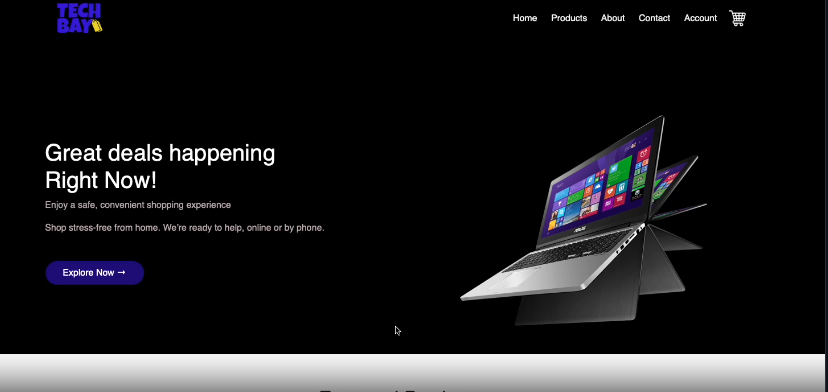 TECH
BAY
Home Products About Contact Account
Great deals happening
Right Now!
Enjoy a safe, convenient shopping experience
Shop stress-free from home. We're ready to help, online or by phone.
Explore Now →
ASUS